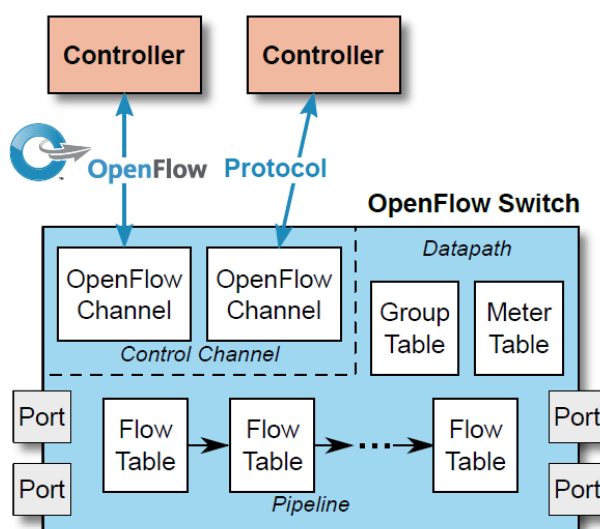 Controller
Controller
OpenFlow
Protocol
™
OpenFlow Switch
OpenFlow
Channel
OpenFlow
Channel
Control Channel
Datapath
Group
Table
Meter
Table
Port
Port
Flow
Table
Flow
Table
Flow
Table
Port
Port
Pipeline